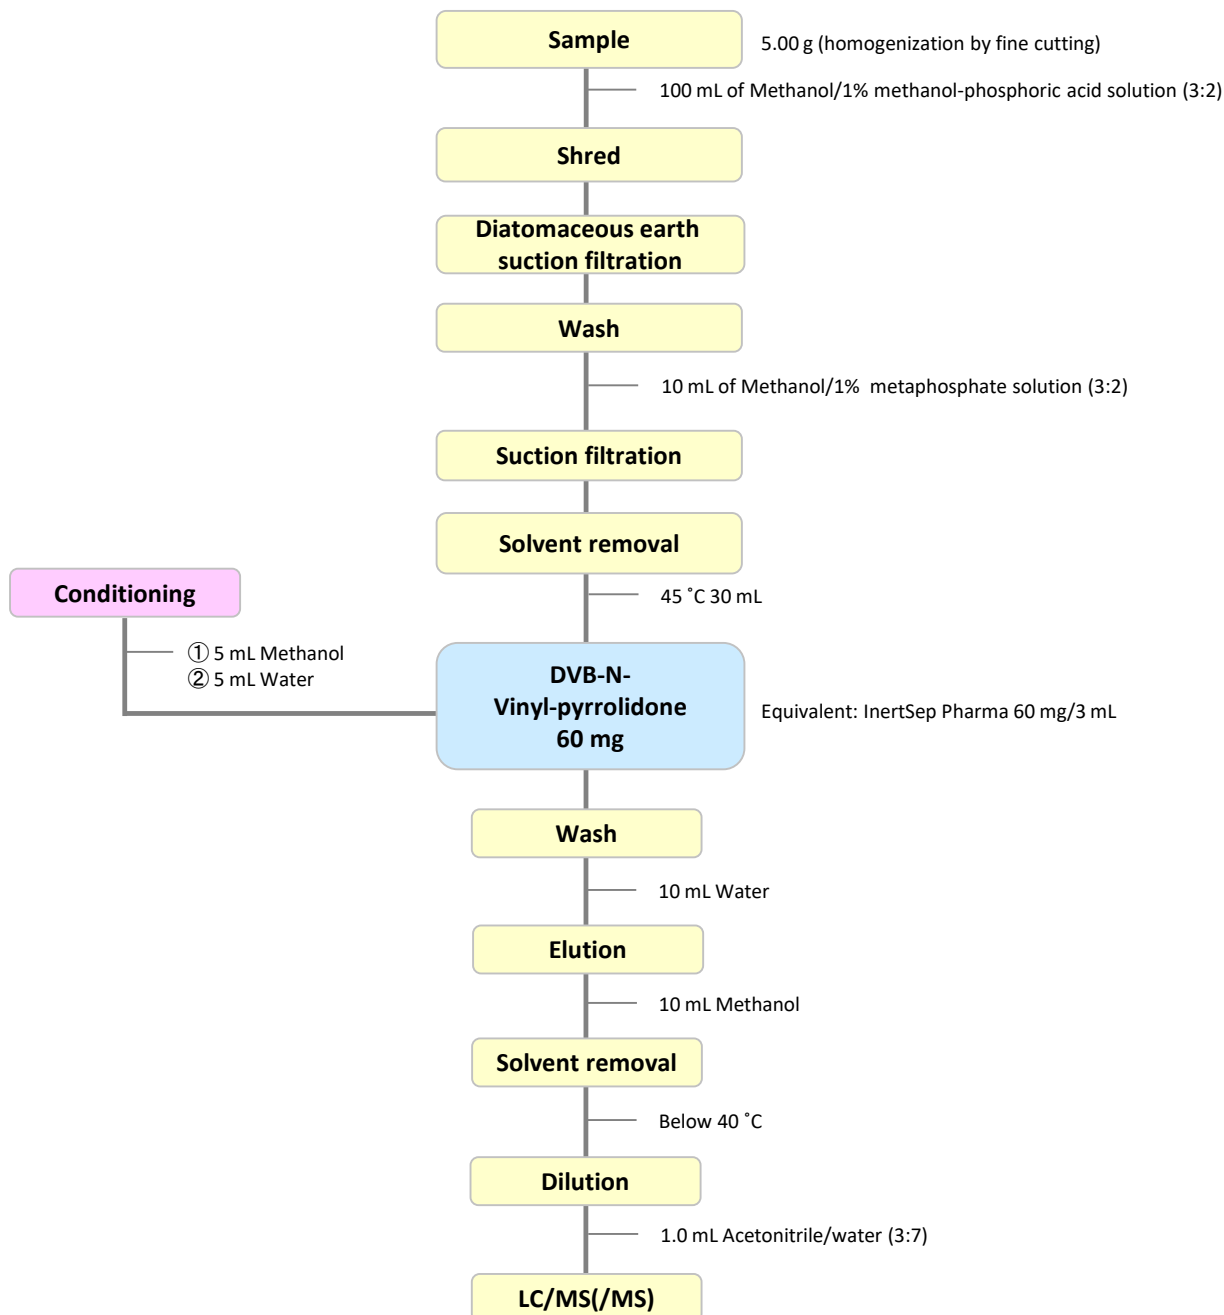 Sample
5.00 g (homogenization by fine cutting)
100 mL of Methanol/1% methanol-phosphoric acid solution (3:2)
Shred
Diatomaceous earth
suction filtration
Wash
10 mL of Methanol/1% metaphosphate solution (3:2)
Suction filtration
Solvent removal
45 ˚C 30 mL
Conditioning
① 5 mL Methanol
② 5 mL Water
DVB-N-
Vinyl-pyrrolidone
60 mg
Equivalent: InertSep Pharma 60 mg/3 mL
Wash
10 mL Water
Elution
10 mL Methanol
Solvent removal
Below 40 ˚C
Dilution
1.0 mL Acetonitrile/water (3:7)
LC/MS(/MS)